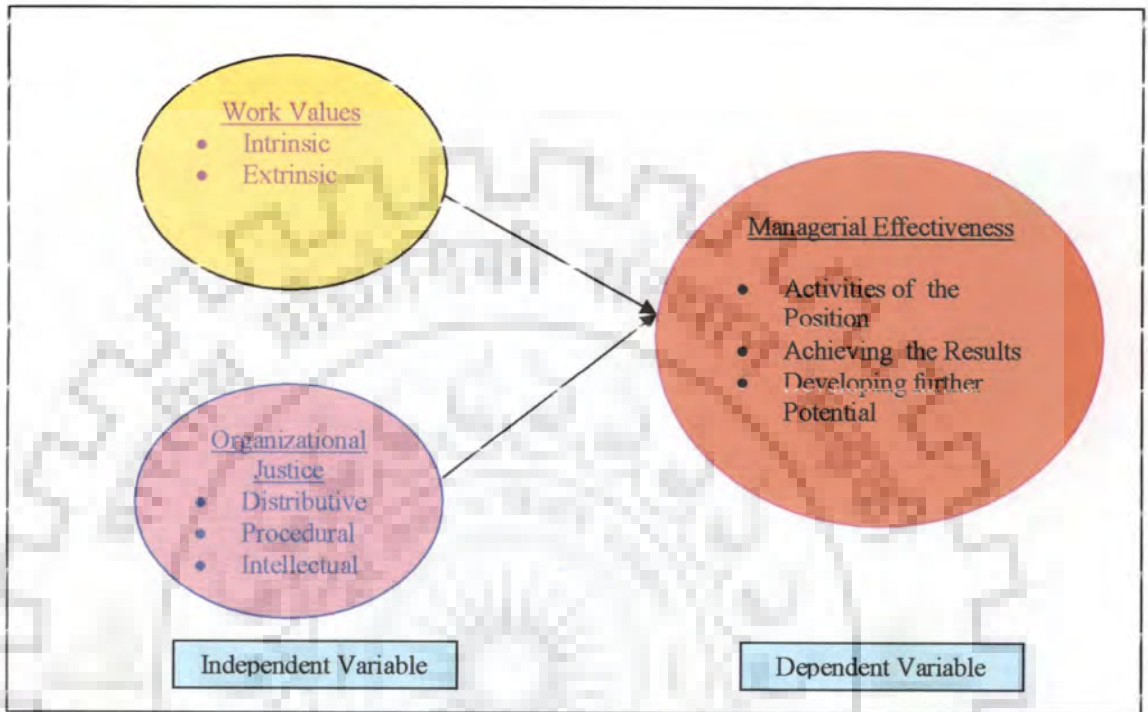 Work Values
• Intrinsic
• Extrinsic
Organizational
Justice
• Distributive
• Procedural
• Intellectual
Managerial Effectiveness
• Activities of the
Position
• Achieving the Results
• Developing further
Potential
Independent Variable
Dependent Variable